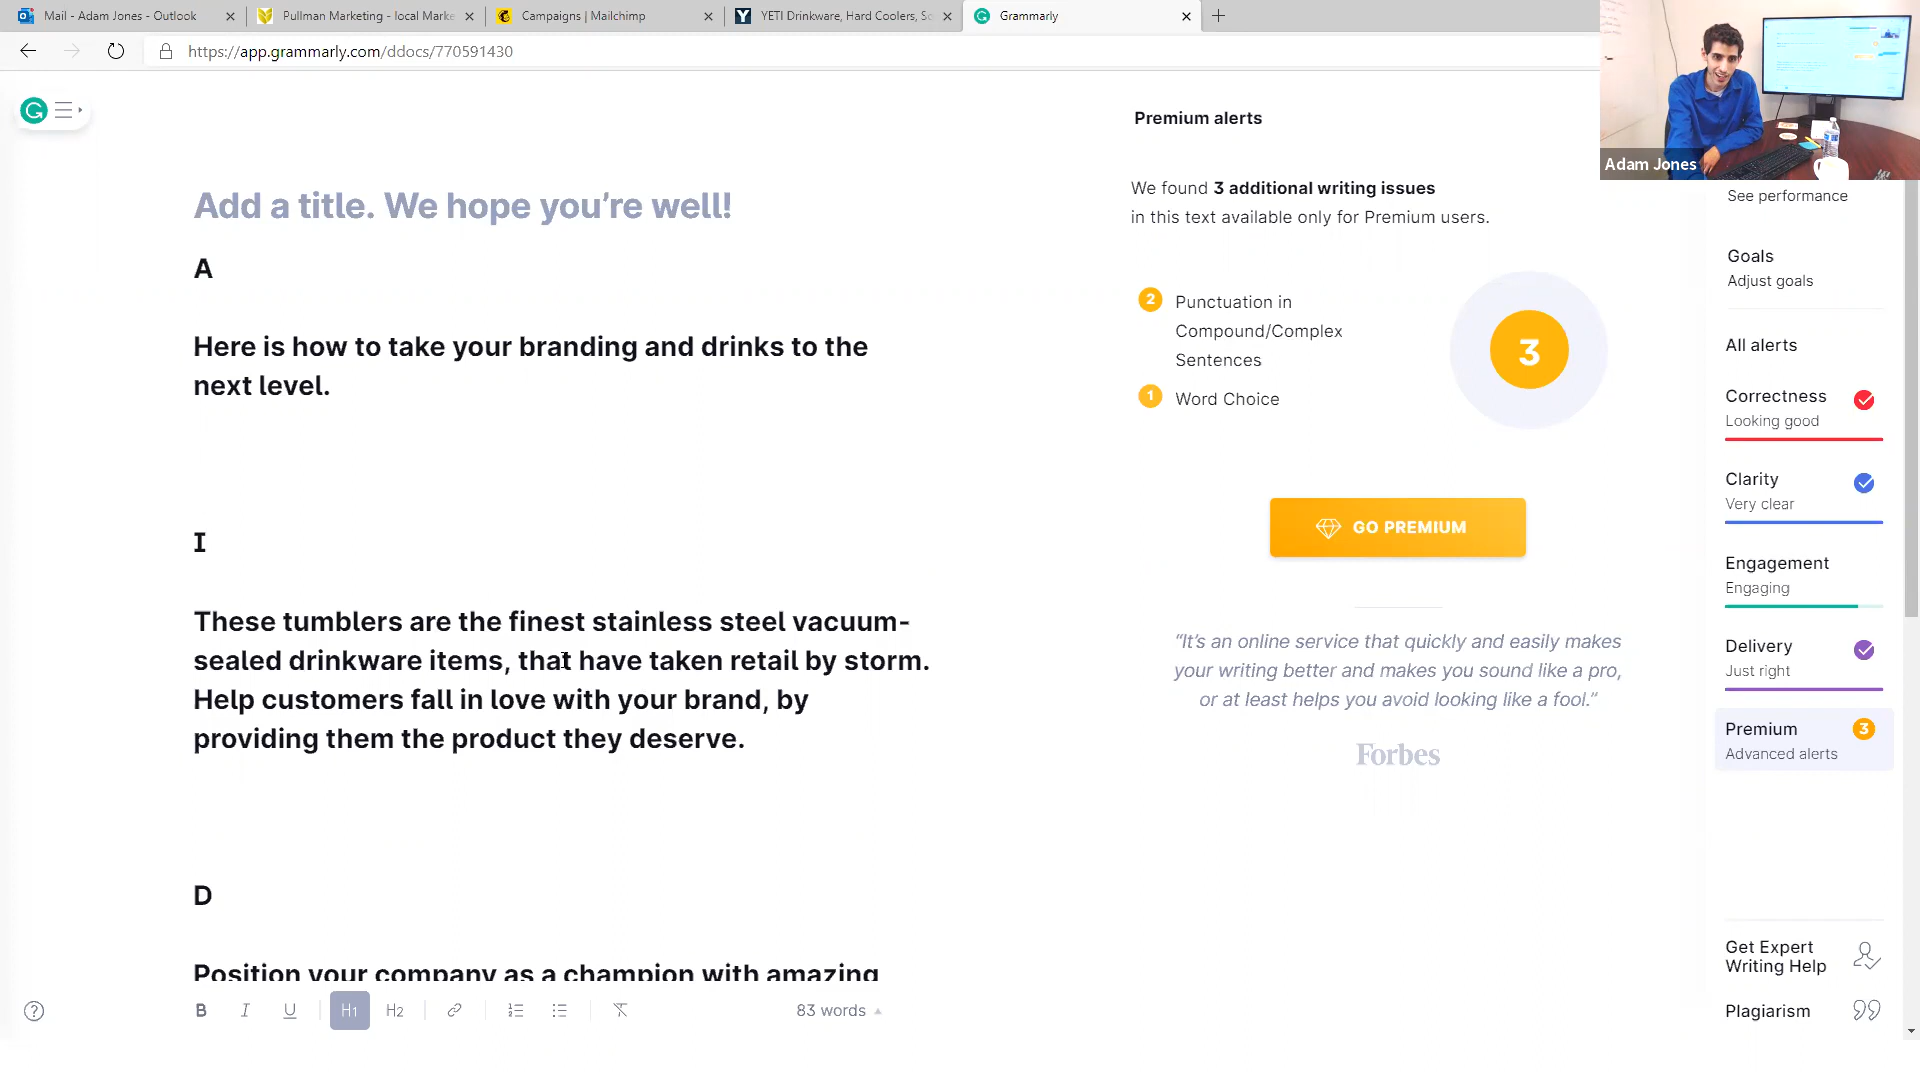 Mail - Adam Jones - Outlook
Pullman Marketing - local Marke
Campaigns | Mailchimp
YETI Drinkware, Hard Coolers, So
Grammarly
https://app.grammarly.com/ddocs/770591430
Adam Jones
Add a title. We hope you’re well!
A
Here is how to take your branding and drinks to the
next level.
I
These tumblers are the finest stainless steel vacuum-
sealed drinkware items, that have taken retail by storm.
Help customers fall in love with your brand, by
providing them the product they deserve.
D
Position your company as a champion with amazing
B I U H1 H2
83 words
Premium alerts
We found 3 additional writing issues
in this text available only for Premium users.
2 Punctuation in
Compound/Complex
Sentences
1 Word Choice
3
GO PREMIUM
“It’s an online service that quickly and easily makes
your writing better and makes you sound like a pro,
or at least helps you avoid looking like a fool.”
Forbes
See performance
Goals
Adjust goals
All alerts
Correctness
Looking good
Clarity
Very clear
Engagement
Engaging
Delivery
Just right
Premium 3
Advanced alerts
Get Expert
Writing Help
Plagiarism